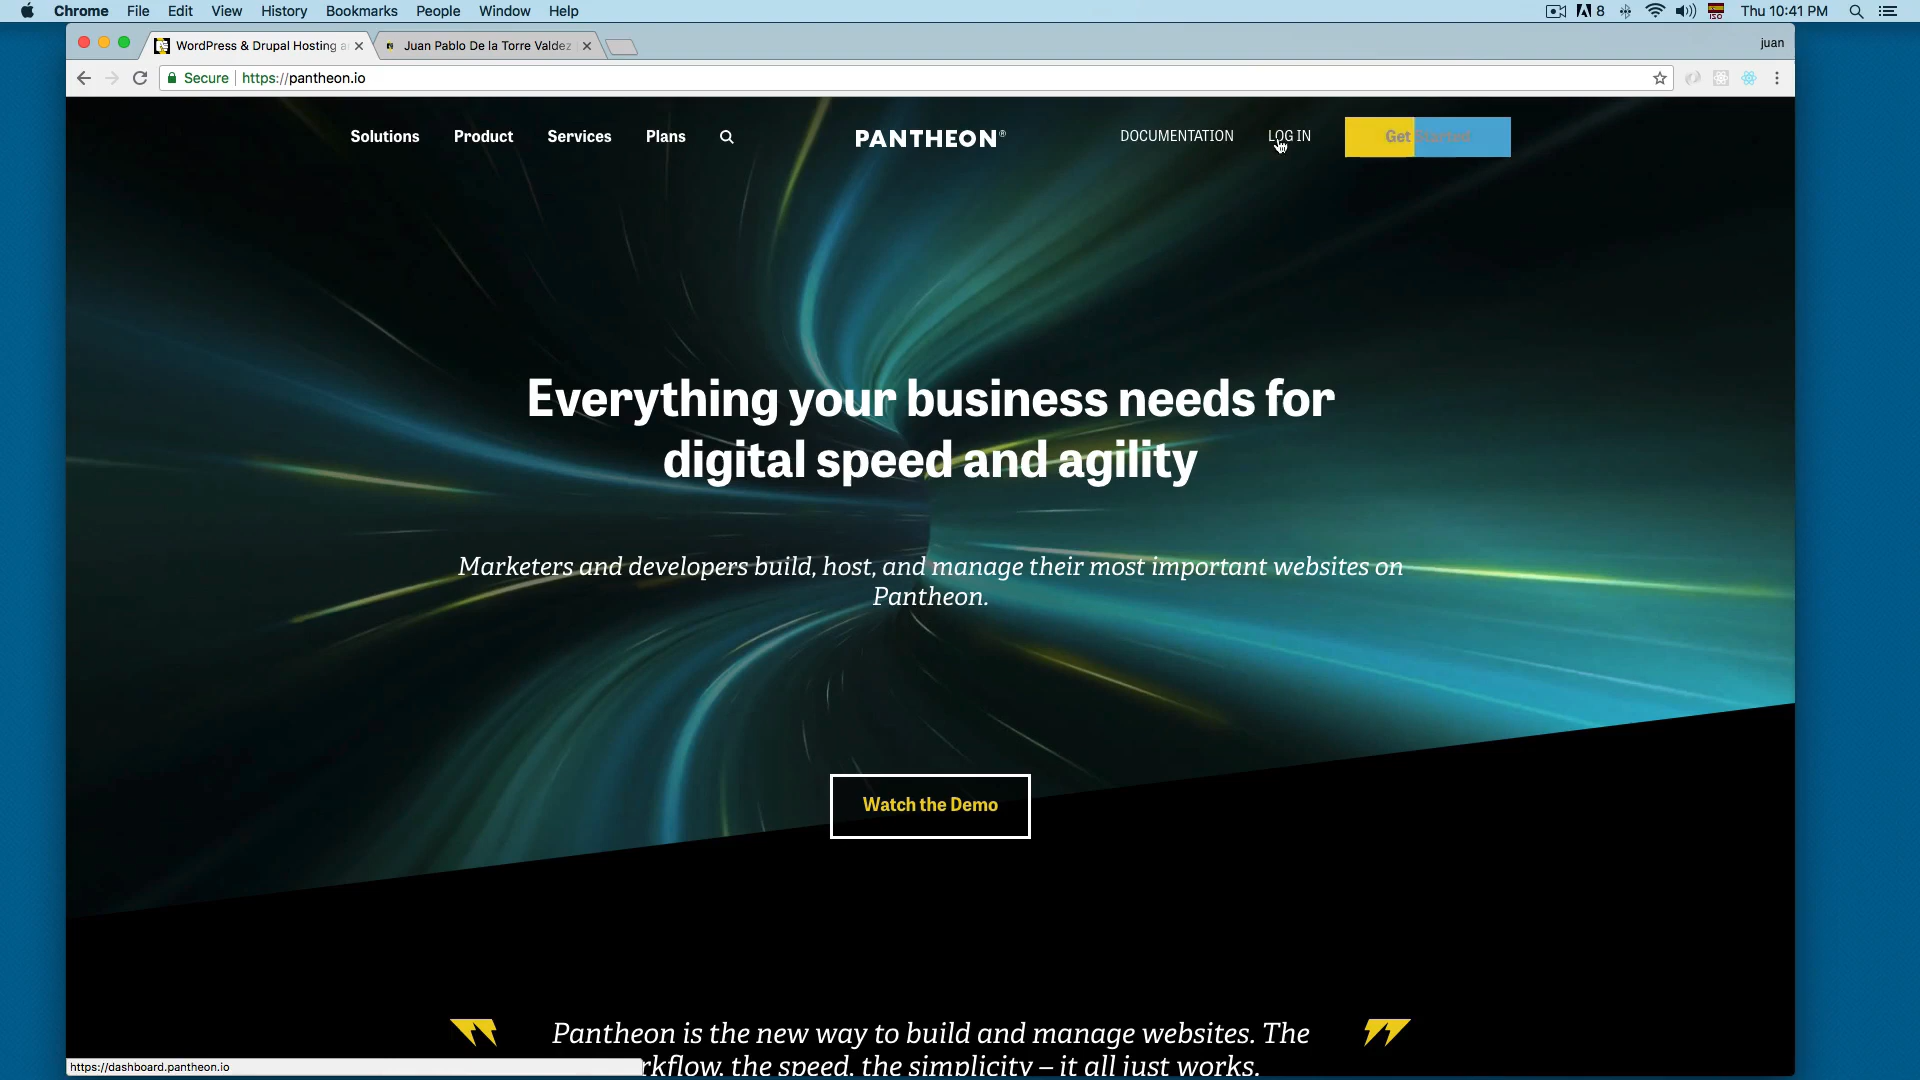 Chrome File Edit View History Bookmarks People Window Help
8 ISO Thu 10:41 PM
WordPress & Drupal Hosting a
Juan Pablo De la Torre Valdez
juan
Secure https://pantheon.io
Solutions Product Services Plans PANTHEON® DOCUMENTATION LOG IN Get Started
Everything your business needs for
digital speed and agility
Marketers and developers build, host, and manage their most important websites on
Pantheon.
Watch the Demo
Pantheon is the new way to build and manage websites. The
rkflow, the speed, the simplicity – it all just works.
https://dashboard.pantheon.io